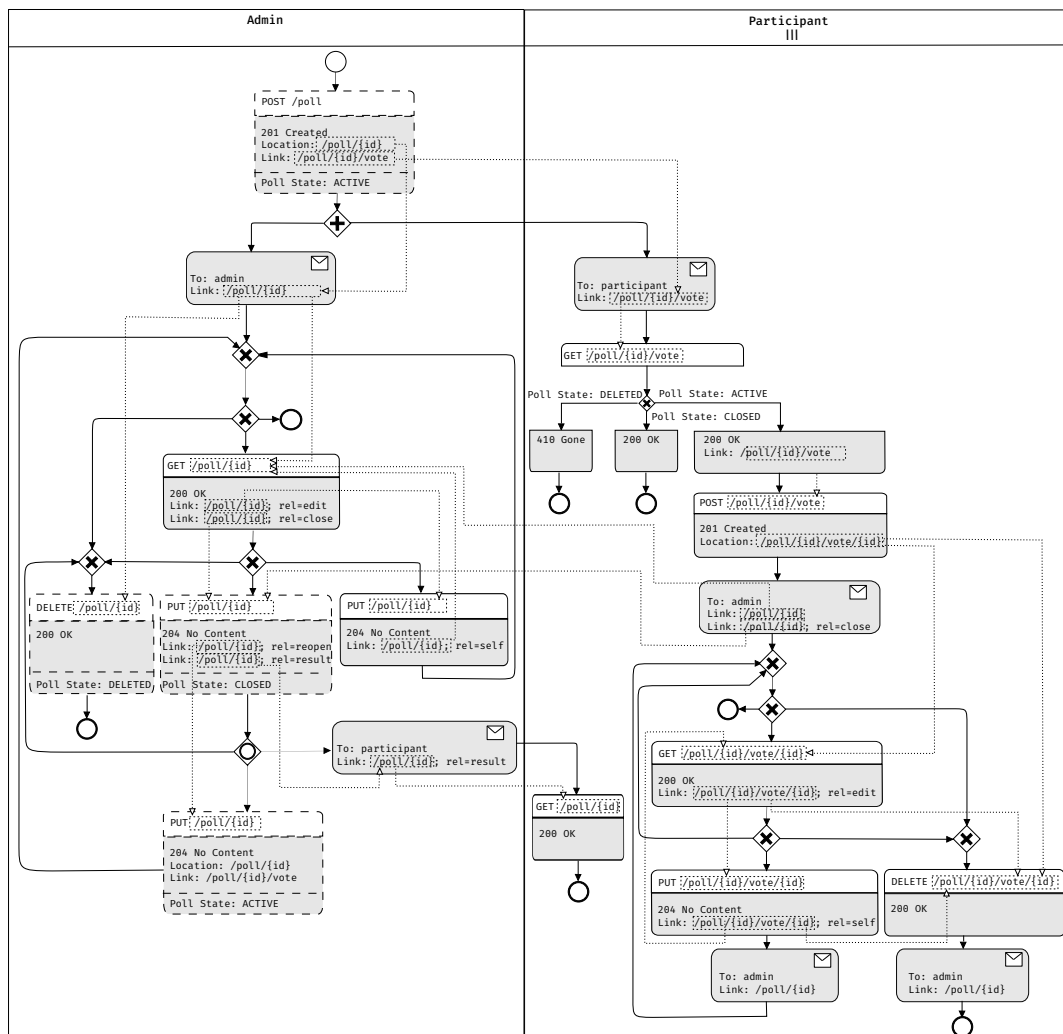 Admin
Participant
POST /poll
201 Created
Location: /poll/{id}
Link: /poll/{id}/vote
Poll State: ACTIVE
To: admin
Link: /poll/{id}
To: participant
Link: /poll/{id}/vote
GET /poll/{id}/vote
Poll State: DELETED
Poll State: ACTIVE
Poll State: CLOSED
410 Gone
200 OK
200 OK
Link: /poll/{id}/vote
GET /poll/{id}
200 OK
Link: /poll/{id}; rel=edit
Link: /poll/{id}; rel=close
POST /poll/{id}/vote
201 Created
Location: /poll/{id}/vote/{id}
DELETE /poll/{id}
200 OK
Poll State: DELETED
PUT /poll/{id}
204 No Content
Link: /poll/{id}; rel=reopen
Link: /poll/{id}; rel=result
Poll State: CLOSED
PUT /poll/{id}
204 No Content
Link: /poll/{id}; rel=self
To: admin
Link: /poll/{id}
Link: /poll/{id}; rel=close
To: participant
Link: /poll/{id}; rel=result
GET /poll/{id}/vote/{id}
200 OK
Link: /poll/{id}/vote/{id}; rel=edit
GET /poll/{id}
200 OK
PUT /poll/{id}
204 No Content
Location: /poll/{id}
Link: /poll/{id}/vote
Poll State: ACTIVE
PUT /poll/{id}/vote/{id}
204 No Content
Link: /poll/{id}/vote/{id}; rel=self
DELETE /poll/{id}/vote/{id}
200 OK
To: admin
Link: /poll/{id}
To: admin
Link: /poll/{id}